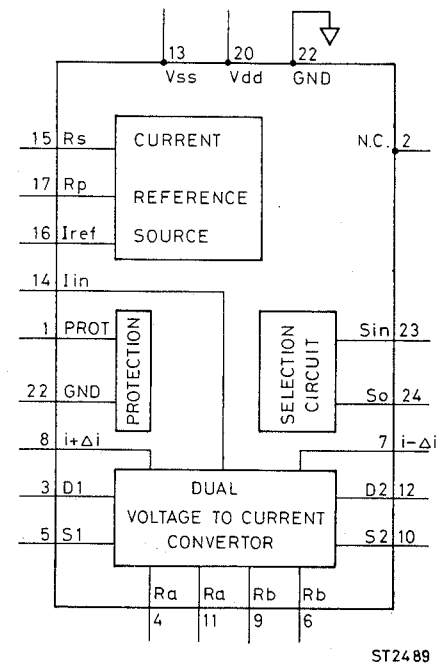 13 20 22
Vss Vdd GND
15 Rs CURRENT N.C. 2
17 Rp REFERENCE
16 Iref SOURCE
14 Iin
1 PROT PROTECTION SELECTION CIRCUIT Sin 23
22 GND So 24
8 i+Δi 7 i-Δi
3 D1 DUAL D2 12
VOLTAGE TO CURRENT
5 S1 CONVERTOR S2 10
Ra Ra Rb Rb
4 11 9 6
ST2489